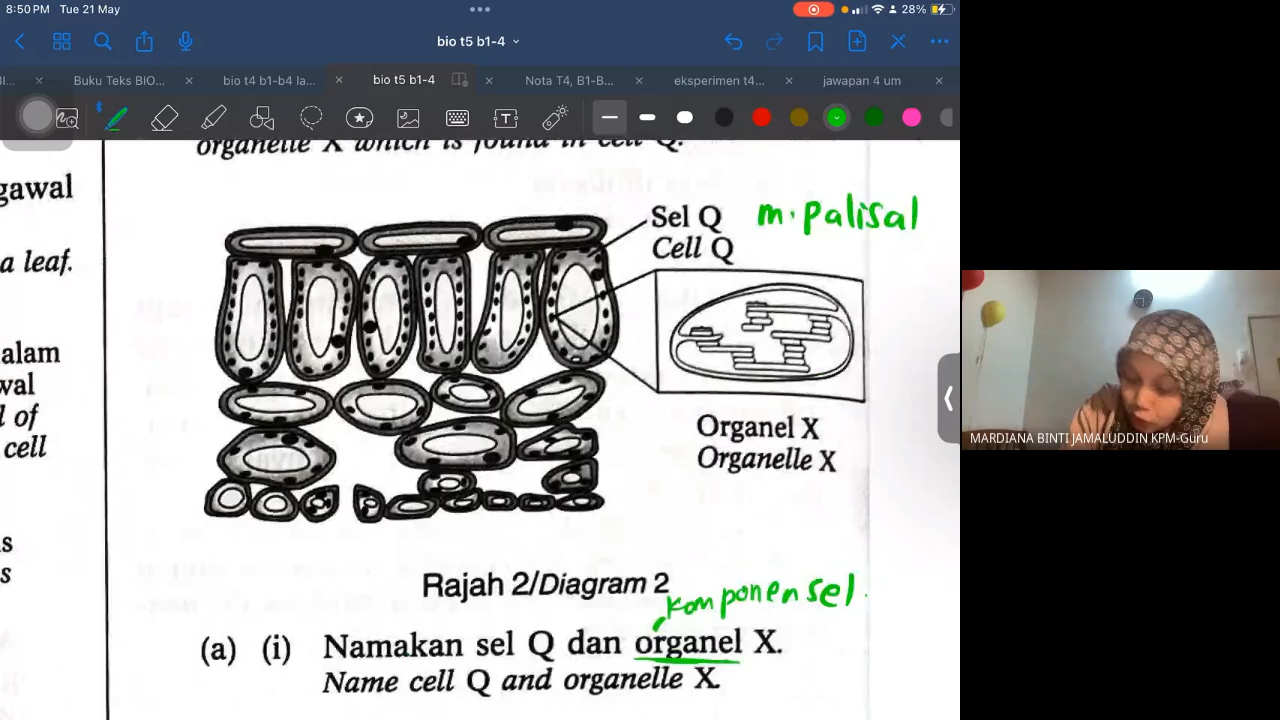 8:50 PM Tue 21 May
28%
bio t5 b1-4
Buku Teks BIO...
bio t4 b1-b4 la...
bio t5 b1-4
Nota T4, B1-B...
eksperimen t4...
jawapan 4 um
organelle X which is found in cell Q.
gawal
a leaf.
alam
wal
l of
cell
is
s
Sel Q
Cell Q
m. palisal
Organel X
Organelle X
MARDIANA BINTI JAMALUDDIN KPM-Guru
Rajah 2/Diagram 2
komponen sel.
(a) (i) Namakan sel Q dan organel X.
Name cell Q and organelle X.